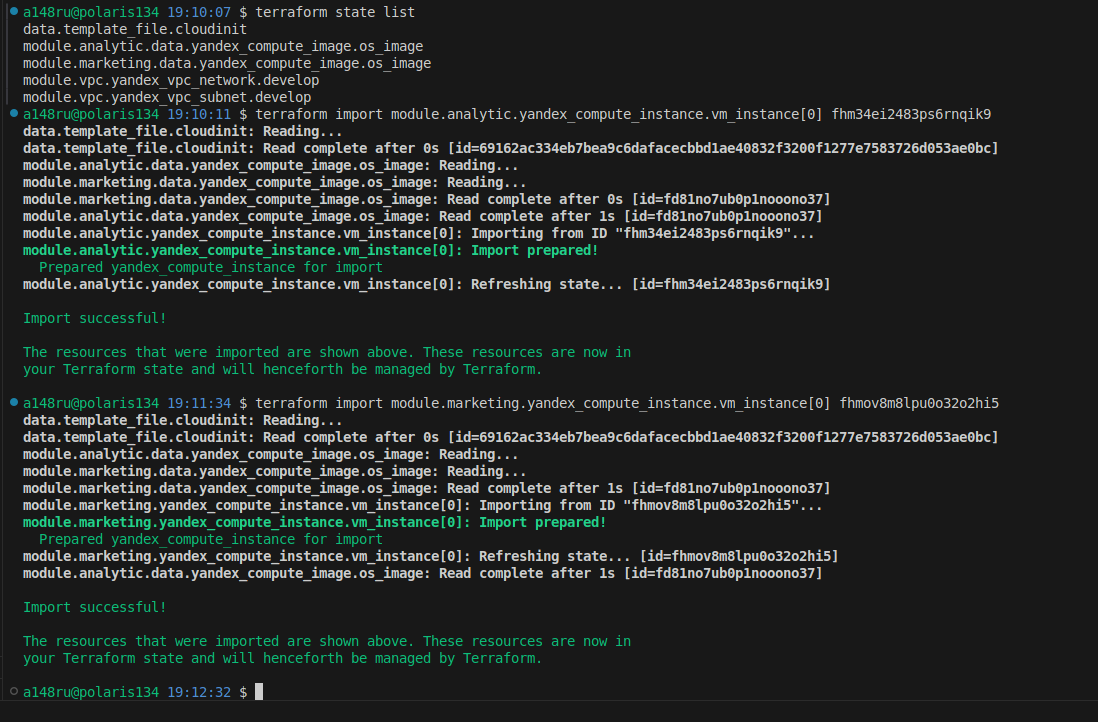 a148ru@polaris134 19:10:07 $ terraform state list
data.template_file.cloudinit
module.analytic.data.yandex_compute_image.os_image
module.marketing.data.yandex_compute_image.os_image
module.vpc.yandex_vpc_network.develop
module.vpc.yandex_vpc_subnet.develop
a148ru@polaris134 19:10:11 $ terraform import module.analytic.yandex_compute_instance.vm_instance[0] fhm34ei2483ps6rnqik9
data.template_file.cloudinit: Reading...
data.template_file.cloudinit: Read complete after 0s [id=69162ac334eb7bea9c6dafacecbbd1ae40832f3200f1277e7583726d053ae0bc]
module.analytic.data.yandex_compute_image.os_image: Reading...
module.marketing.data.yandex_compute_image.os_image: Reading...
module.marketing.data.yandex_compute_image.os_image: Read complete after 0s [id=fd81no7ub0p1nooono37]
module.analytic.data.yandex_compute_image.os_image: Read complete after 1s [id=fd81no7ub0p1nooono37]
module.analytic.yandex_compute_instance.vm_instance[0]: Importing from ID "fhm34ei2483ps6rnqik9"...
module.analytic.yandex_compute_instance.vm_instance[0]: Import prepared!
  Prepared yandex_compute_instance for import
module.analytic.yandex_compute_instance.vm_instance[0]: Refreshing state... [id=fhm34ei2483ps6rnqik9]

Import successful!

The resources that were imported are shown above. These resources are now in
your Terraform state and will henceforth be managed by Terraform.

a148ru@polaris134 19:11:34 $ terraform import module.marketing.yandex_compute_instance.vm_instance[0] fhmov8m8lpu0o32o2hi5
data.template_file.cloudinit: Reading...
data.template_file.cloudinit: Read complete after 0s [id=69162ac334eb7bea9c6dafacecbbd1ae40832f3200f1277e7583726d053ae0bc]
module.analytic.data.yandex_compute_image.os_image: Reading...
module.marketing.data.yandex_compute_image.os_image: Reading...
module.marketing.data.yandex_compute_image.os_image: Read complete after 1s [id=fd81no7ub0p1nooono37]
module.marketing.yandex_compute_instance.vm_instance[0]: Importing from ID "fhmov8m8lpu0o32o2hi5"...
module.marketing.yandex_compute_instance.vm_instance[0]: Import prepared!
  Prepared yandex_compute_instance for import
module.marketing.yandex_compute_instance.vm_instance[0]: Refreshing state... [id=fhmov8m8lpu0o32o2hi5]
module.analytic.data.yandex_compute_image.os_image: Read complete after 1s [id=fd81no7ub0p1nooono37]

Import successful!

The resources that were imported are shown above. These resources are now in
your Terraform state and will henceforth be managed by Terraform.

a148ru@polaris134 19:12:32 $